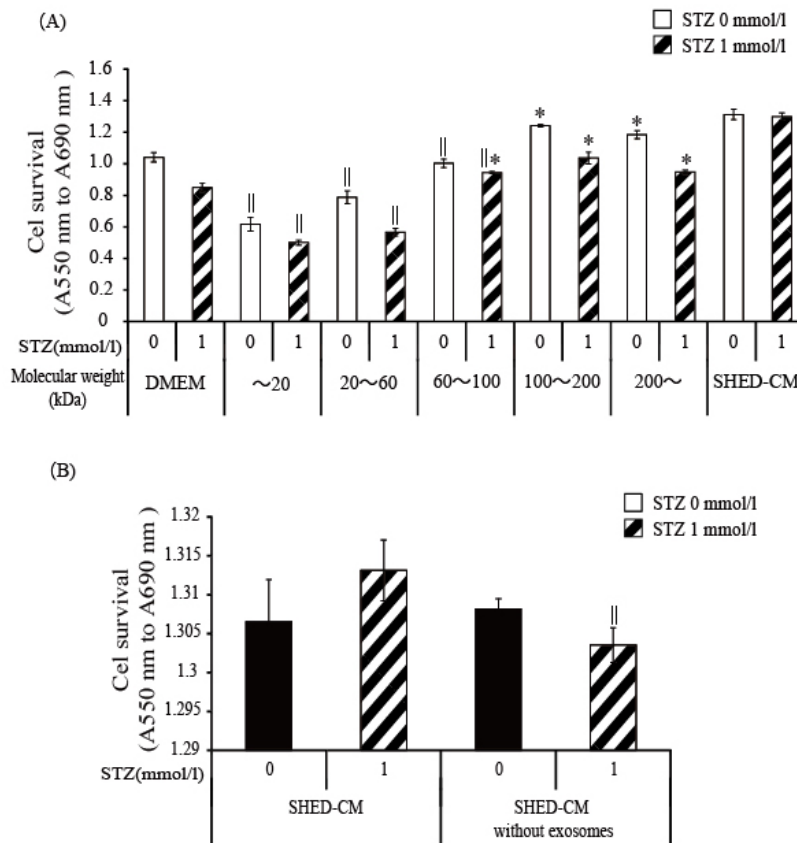 (A)
STZ 0 mmol/l
STZ 1 mmol/l
Cel survival
(A550 nm to A690 nm)
1.6
1.4
1.2
1.0
0.8
0.6
0.4
0.2
0
|| || || || || ||* * * * *
STZ(mmol/l) 0 1 0 1 0 1 0 1 0 1 0 1 0 1
Molecular weight (kDa) DMEM ～20 20～60 60～100 100～200 200～ SHED-CM
(B)
STZ 0 mmol/l
STZ 1 mmol/l
Cel survival
(A550 nm to A690 nm)
1.32
1.315
1.31
1.305
1.3
1.295
1.29
||
STZ(mmol/l) 0 1 0 1
SHED-CM SHED-CM
without exosomes